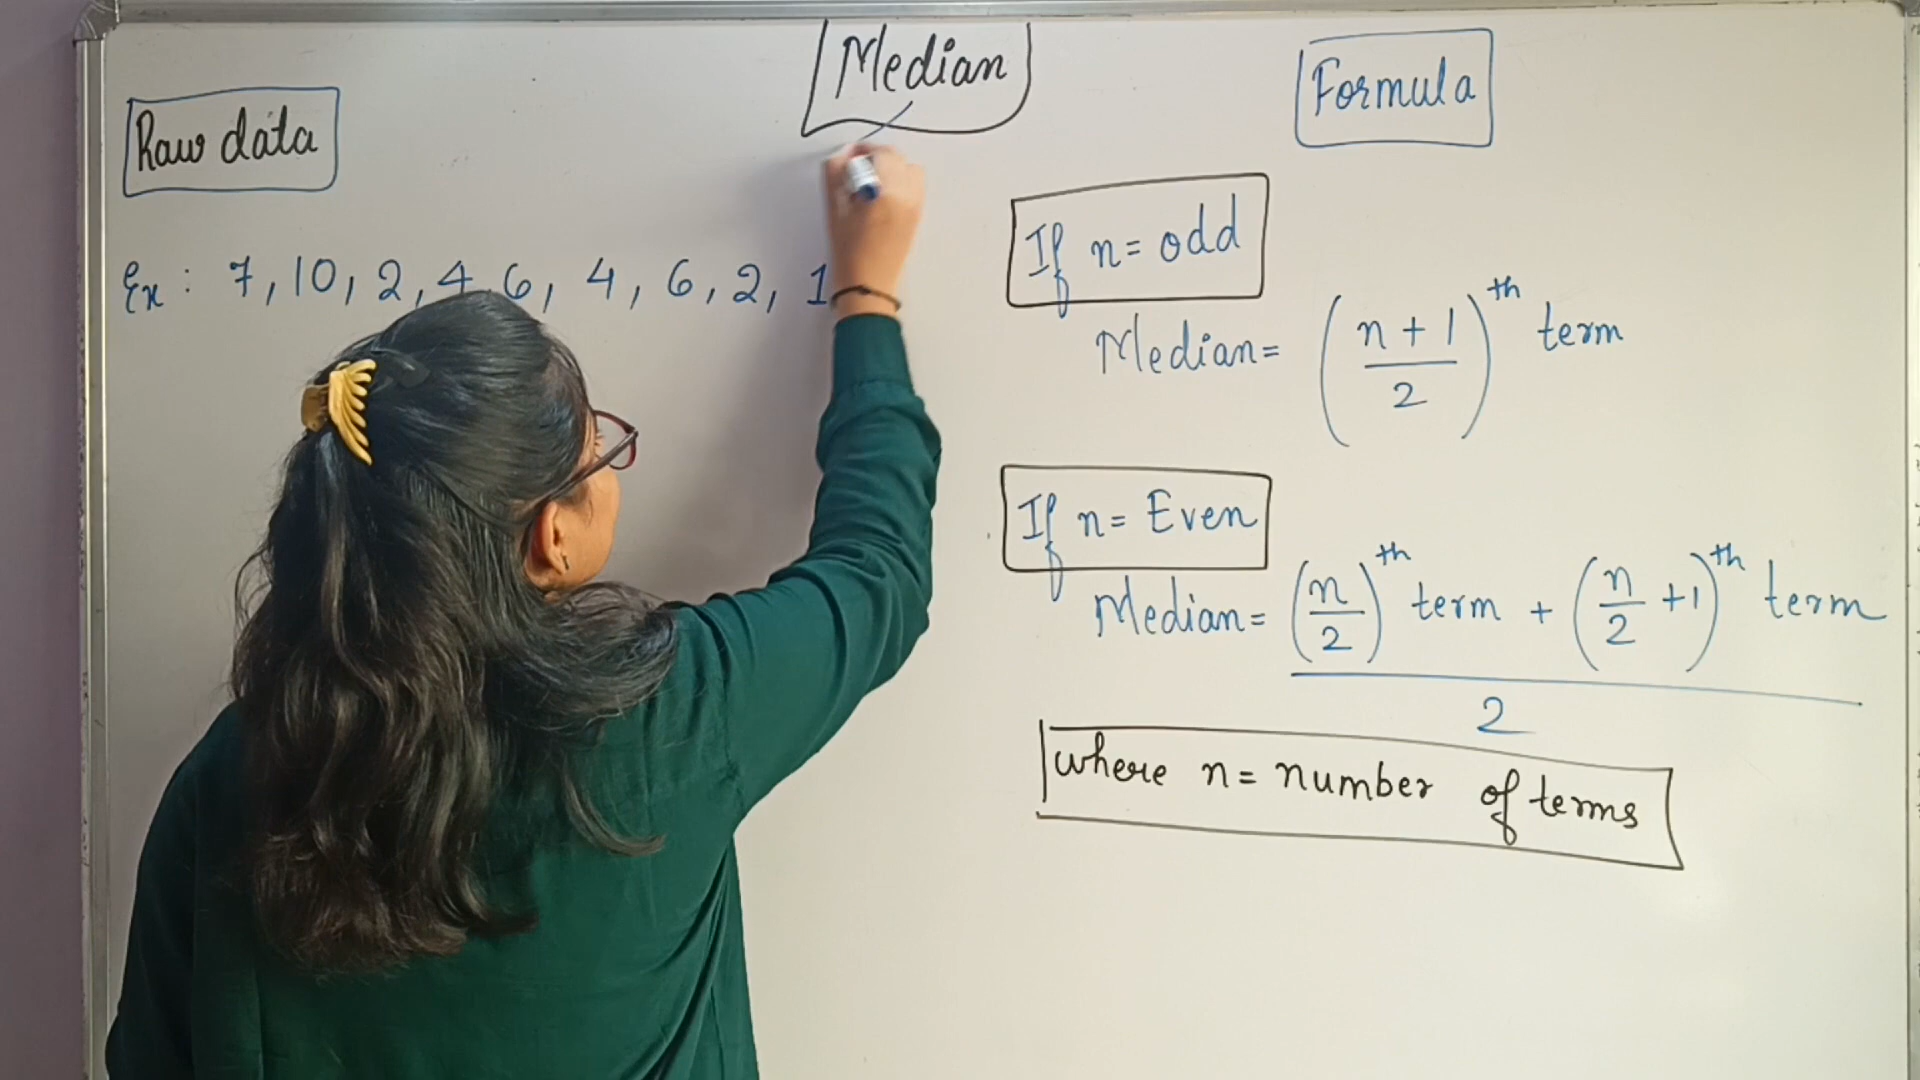 Median
Raw data
Formula
Ex : 7, 10, 2, 4, 6, 4, 6, 2, 1
If n = odd
Median = ( n + 1 / 2 )th term
If n = Even
Median = ( n / 2 )th term + ( n / 2 + 1 )th term
2
where n = number of terms